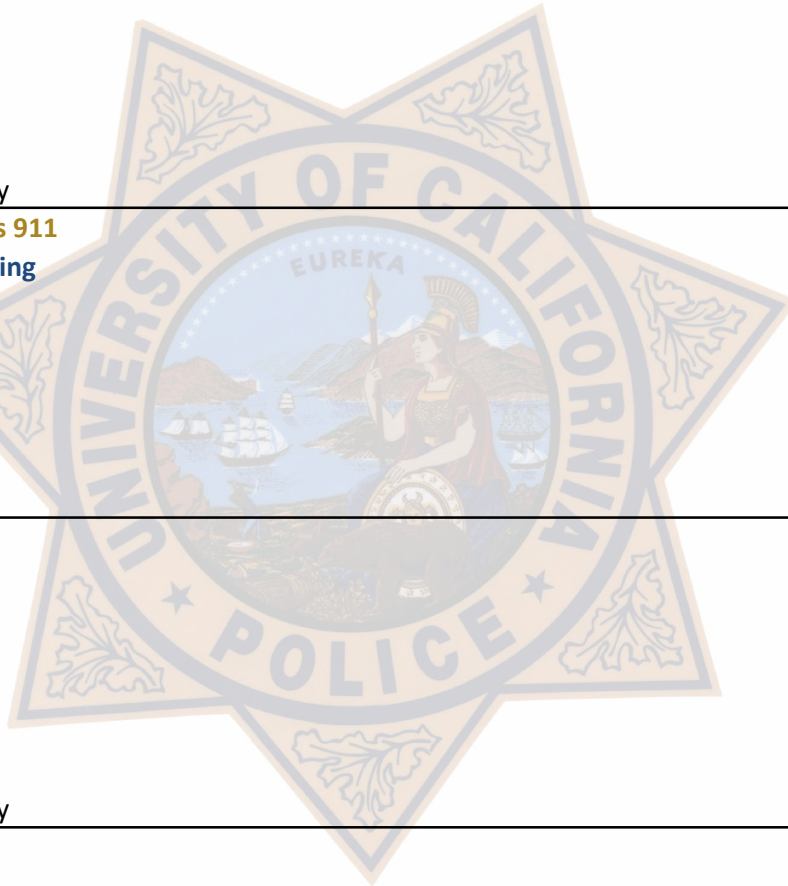 y
s 911
ing
UNIVERSITY OF CALIFORNIA
EUREKA
POLICE
y